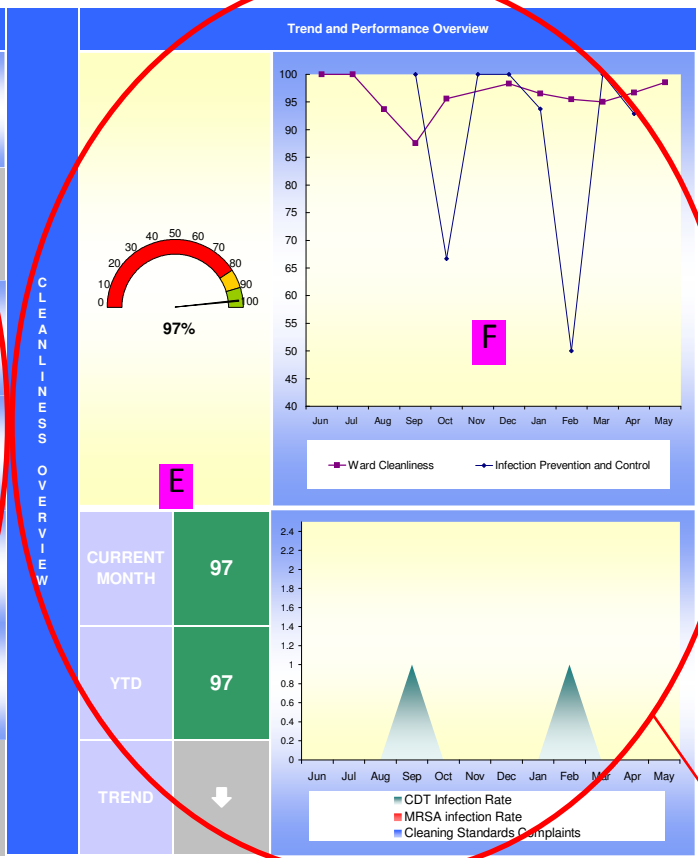 Trend and Performance Overview
CLEANLINESS OVERVIEW
0
10
20
30
40
50
60
70
80
90
00
97%
E
100
95
90
85
80
75
70
65
60
55
50
45
40
Jun Jul Aug Sep Oct Nov Dec Jan Feb Mar Apr May
F
Ward Cleanliness Infection Prevention and Control
CURRENT
MONTH
97
YTD
97
TREND
2.4
2.2
2
1.8
1.6
1.4
1.2
1
0.8
0.6
0.4
0.2
0
Jun Jul Aug Sep Oct Nov Dec Jan Feb Mar Apr May
CDT Infection Rate
MRSA infection Rate
Cleaning Standards Complaints